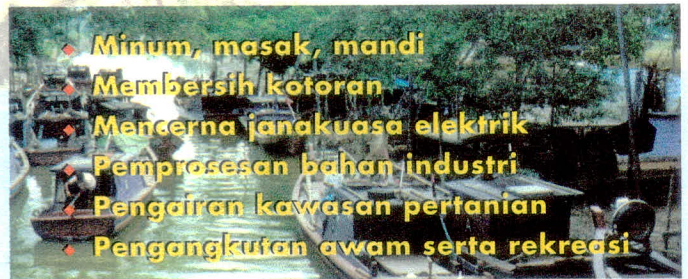 Minum, masak, mandi
Membersih kotoran
Mencerna janakuasa elektrik
Pemprosesan bahan industri
Pengairan kawasan pertanian
Pengangkutan awam serta rekreasi